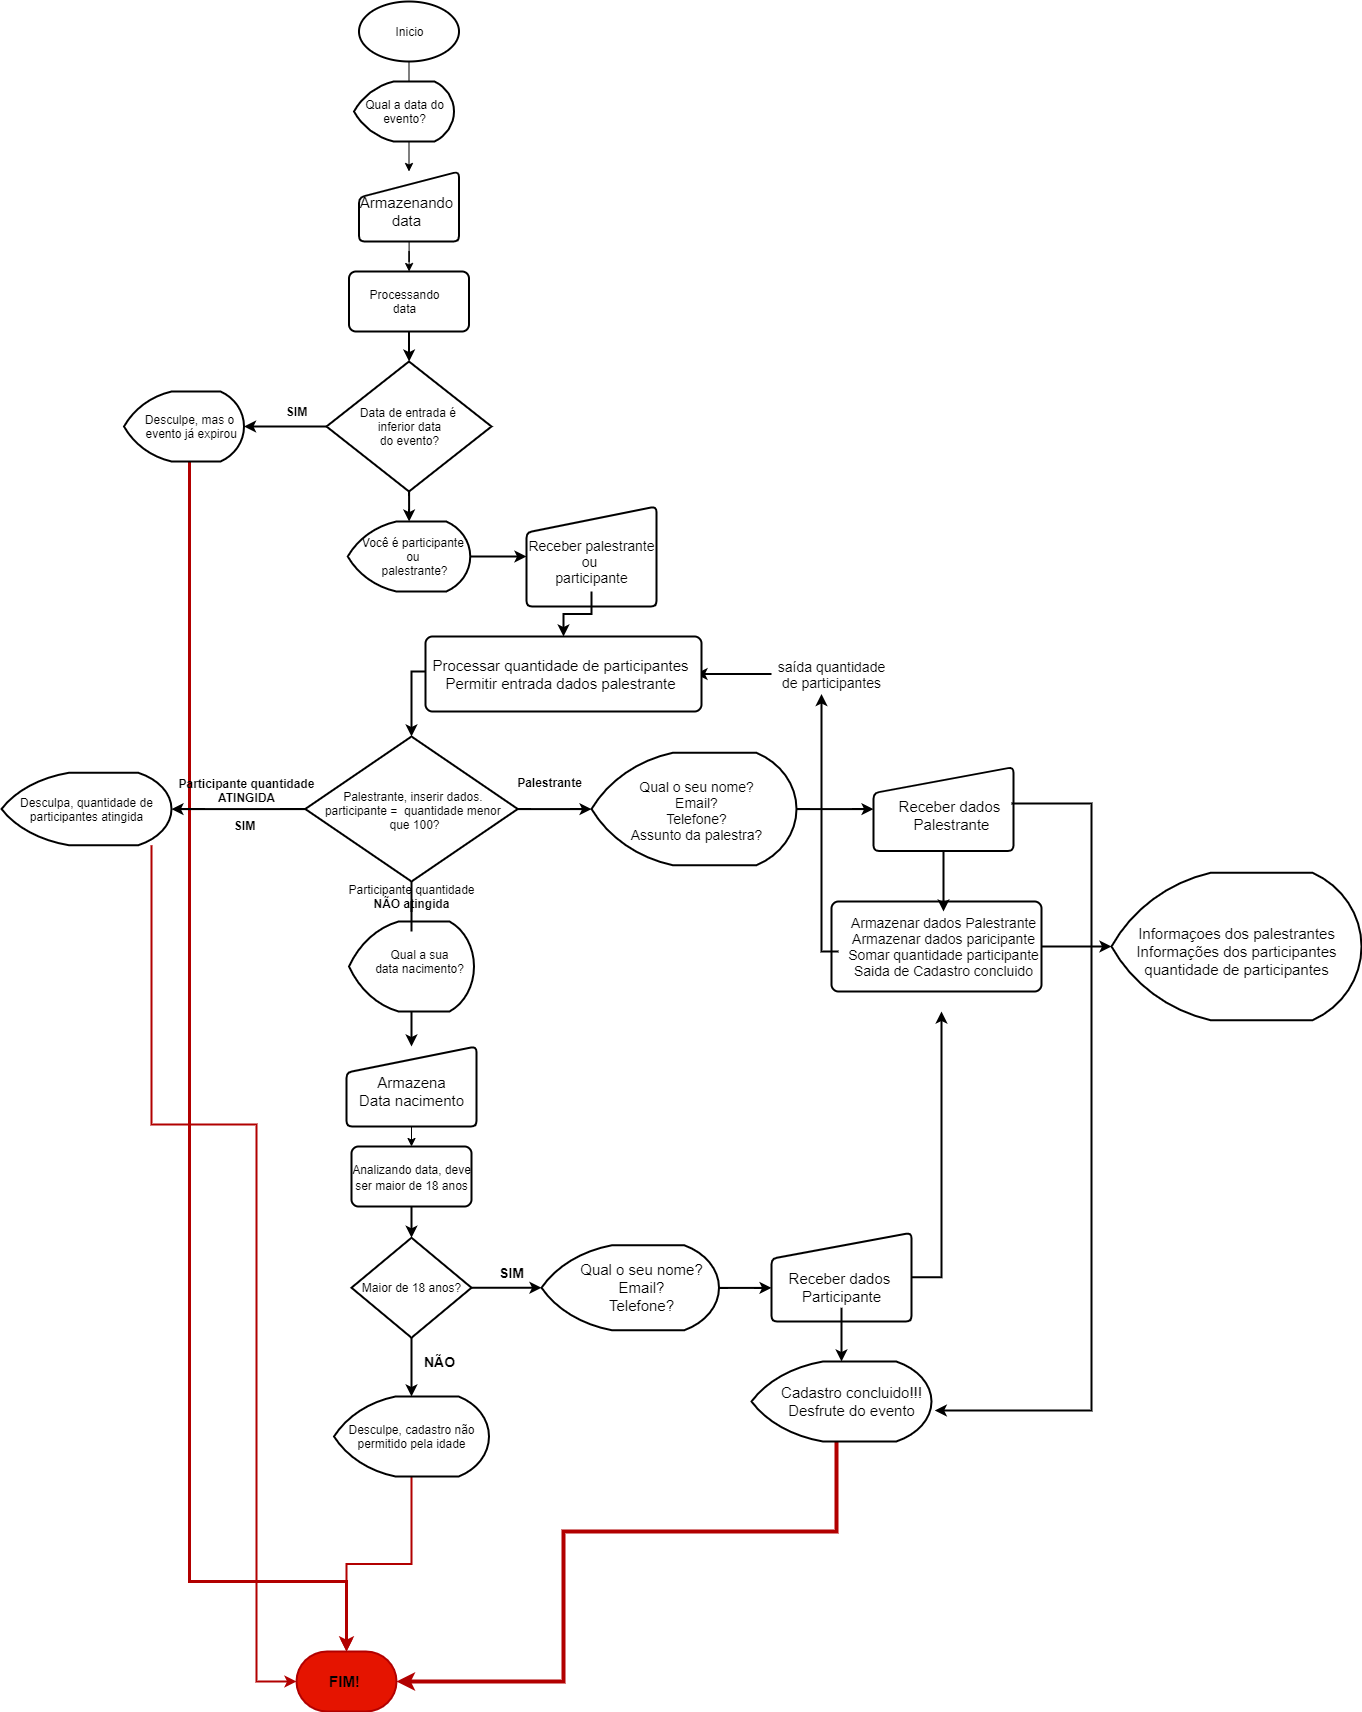 Inicio
Qual a data do
evento?
Armazenando
data
Processando
data
Data de entrada é
inferior data
do evento?
SIM
Desculpe, mas o
evento já expirou
Você é participante
ou
palestrante?
Receber palestrante
ou
participante
Processar quantidade de participantes
Permitir entrada dados palestrante
saída quantidade
de participantes
Participante quantidade
ATINGIDA
SIM
Desculpa, quantidade de
participantes atingida
Palestrante, inserir dados.
participante = quantidade menor
que 100?
Palestrante
Qual o seu nome?
Email?
Telefone?
Assunto da palestra?
Receber dados
Palestrante
Participante quantidade
NÃO atingida
Armazenar dados Palestrante
Armazenar dados paricipante
Somar quantidade participante
Saida de Cadastro concluido
Informaçoes dos palestrantes
Informações dos participantes
quantidade de participantes
Qual a sua
data nacimento?
Armazena
Data nacimento
Analizando data, deve
ser maior de 18 anos
Maior de 18 anos?
SIM
Qual o seu nome?
Email?
Telefone?
Receber dados
Participante
NÃO
Cadastro concluido!!!
Desfrute do evento
Desculpe, cadastro não
permitido pela idade
FIM!